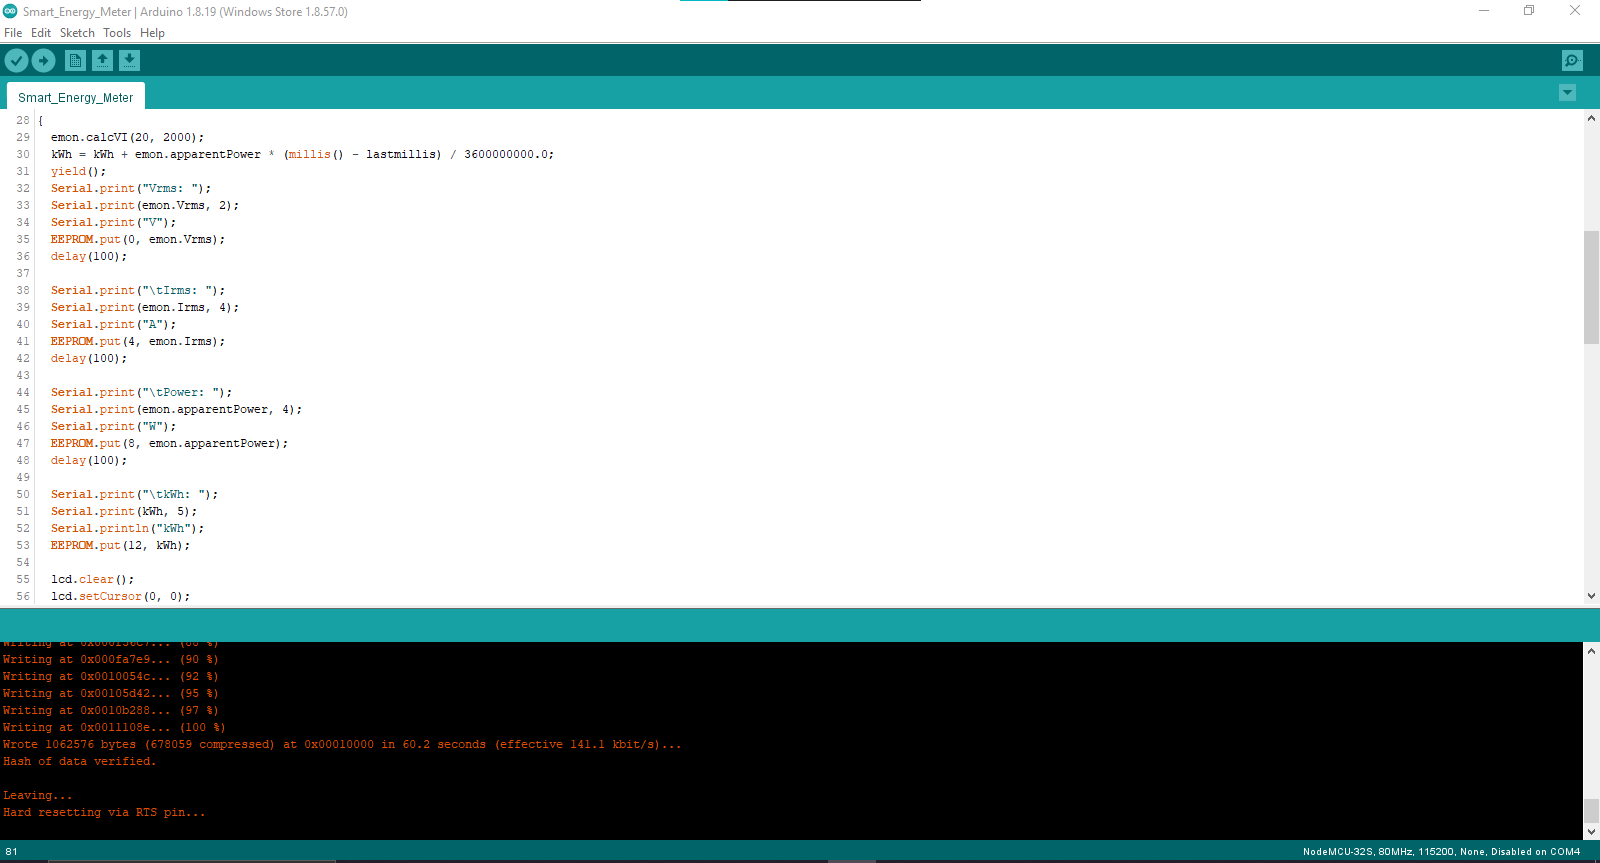 Smart_Energy_Meter | Arduino 1.8.19 (Windows Store 1.8.57.0)
File Edit Sketch Tools Help
Smart_Energy_Meter
28 {
29 emon.calcVI(20, 2000);
30 kWh = kWh + emon.apparentPower * (millis() - lastmillis) / 3600000000.0;
31 yield();
32 Serial.print("Vrms: ");
33 Serial.print(emon.Vrms, 2);
34 Serial.print("V");
35 EEPROM.put(0, emon.Vrms);
36 delay(100);
37
38 Serial.print("\tIrms: ");
39 Serial.print(emon.Irms, 4);
40 Serial.print("A");
41 EEPROM.put(4, emon.Irms);
42 delay(100);
43
44 Serial.print("\tPower: ");
45 Serial.print(emon.apparentPower, 4);
46 Serial.print("W");
47 EEPROM.put(8, emon.apparentPower);
48 delay(100);
49
50 Serial.print("\tkWh: ");
51 Serial.print(kWh, 5);
52 Serial.println("kWh");
53 EEPROM.put(12, kWh);
54
55 lcd.clear();
56 lcd.setCursor(0, 0);
Writing at
Writing at 0x000fa7e9... (90 %)
Writing at 0x0010054c... (92 %)
Writing at 0x00105d42... (95 %)
Writing at 0x0010b288... (97 %)
Writing at 0x0011108e... (100 %)
Wrote 1062576 bytes (678059 compressed) at 0x00010000 in 60.2 seconds (effective 141.1 kbit/s)...
Hash of data verified.
Leaving...
Hard resetting via RTS pin...
81
NodeMCU-32S, 80MHz, 115200, None, Disabled on COM4